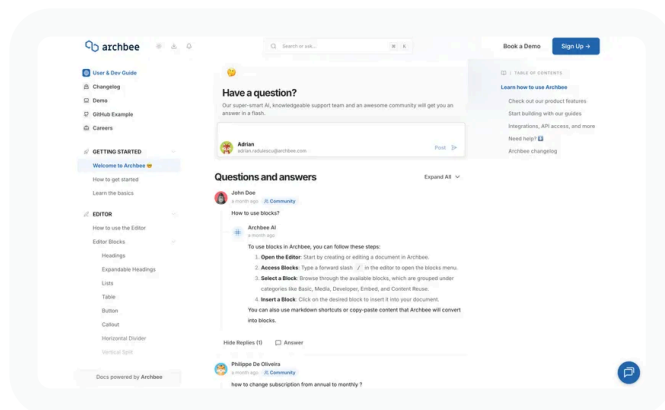 archbee
Search or ask...
⌘ K
Book a Demo
Sign Up →
User & Dev Guide
Changelog
Demo
GitHub Example
Careers
GETTING STARTED
Welcome to Archbee
How to get started
Learn the basics
EDITOR
How to use the Editor
Editor Blocks
Headings
Expandable Headings
Lists
Table
Button
Callout
Horizontal Divider
Vertical Split
Docs powered by Archbee
Have a question?
Our super-smart AI, knowledgeable support team and an awesome community will get you an
answer in a flash.
Adrian
Post
Questions and answers
Expand All
John Doe
a month ago Community
How to use blocks?
Archbee AI
a month ago
To use blocks in Archbee, you can follow these steps:
1. Open the Editor: Start by creating or editing a document in Archbee.
2. Access Blocks: Type a forward slash / in the editor to open the blocks menu.
3. Select a Block: Browse through the available blocks, which are grouped under
categories like Basic, Media, Developer, Embed, and Content Reuse.
4. Insert a Block: Click on the desired block to insert it into your document.
You can also use markdown shortcuts or copy-paste content that Archbee will convert
into blocks.
Hide Replies (1) Answer
Philippe De Oliveira
a month ago Community
how to change subscription from annual to monthly ?
TABLE OF CONTENTS
Learn how to use Archbee
Check out our product features
Start building with our guides
Integrations, API access, and more
Need help?
Archbee changelog